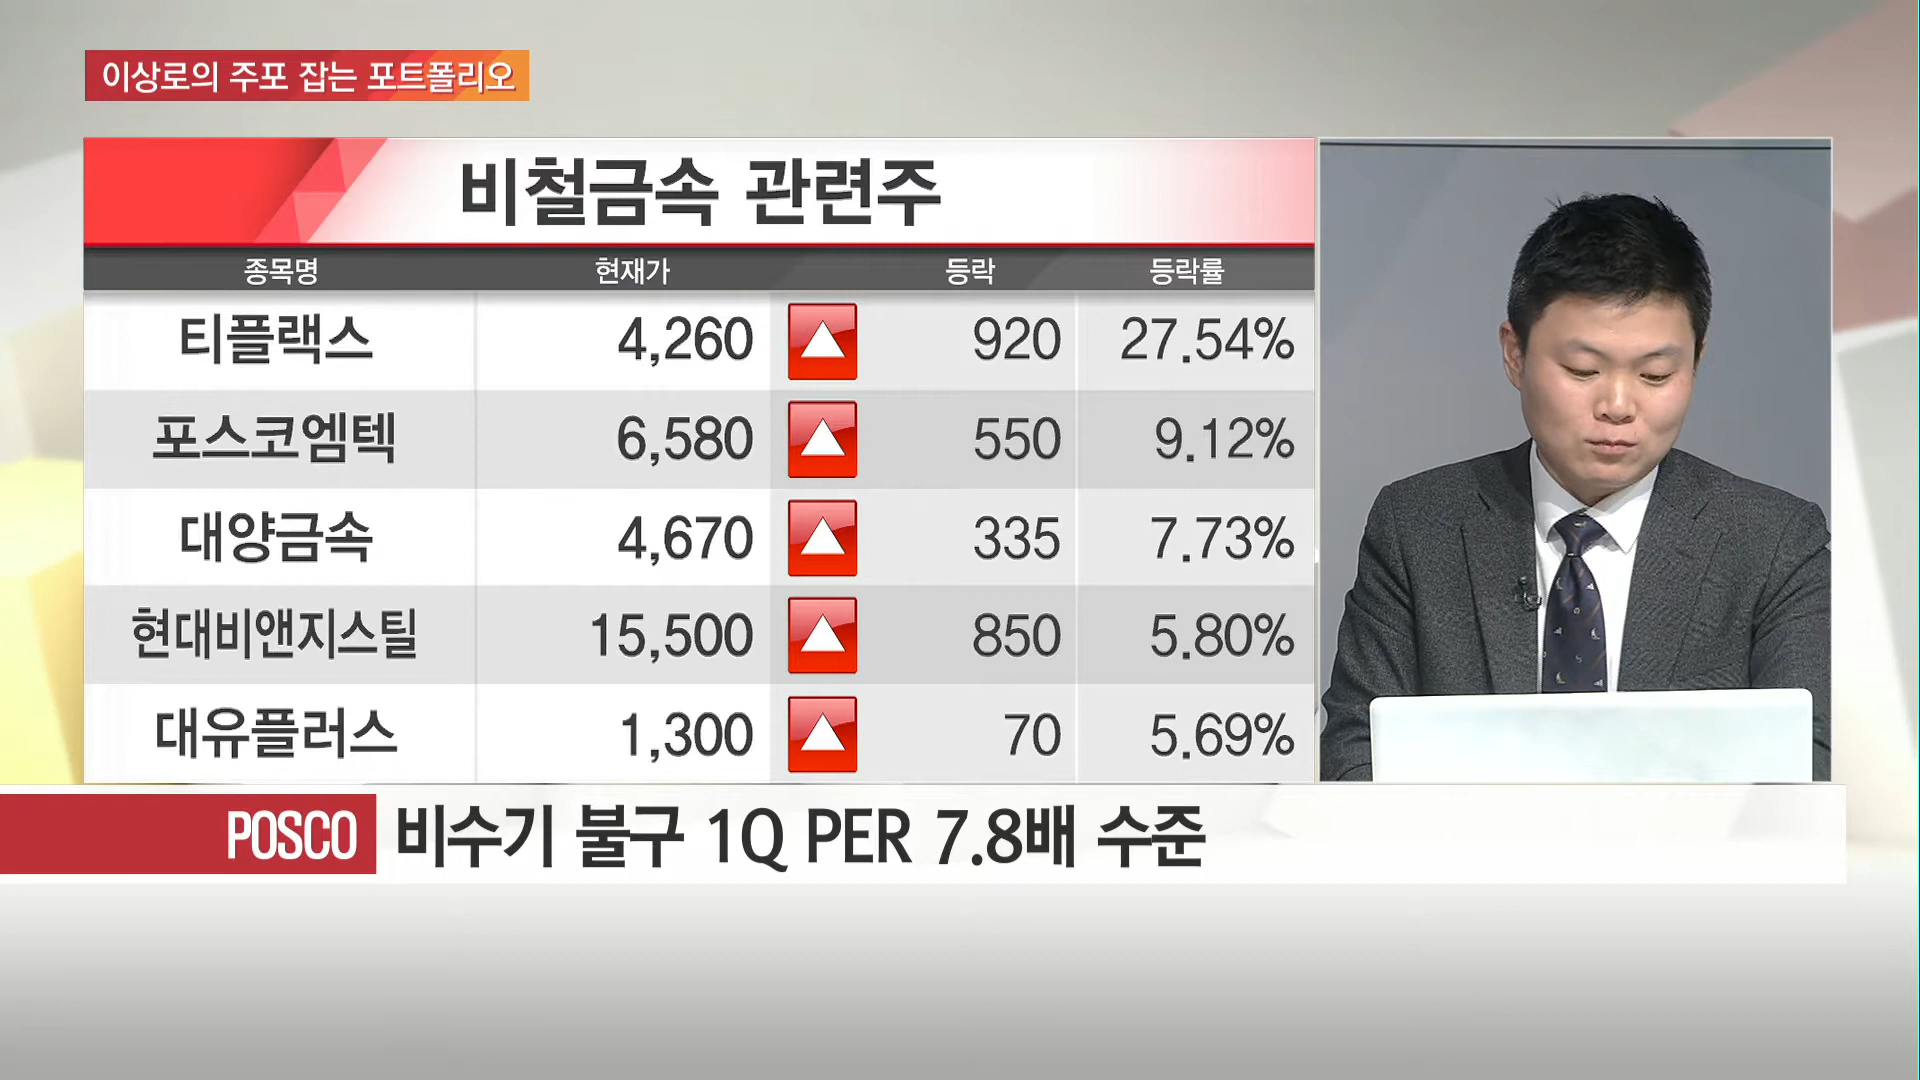 이상로의 주포 잡는 포트폴리오
비철금속 관련주
종목명 현재가 등락 등락률
티플랙스 4,260 920 27.54%
포스코엠텍 6,580 550 9.12%
대양금속 4,670 335 7.73%
현대비앤지스틸 15,500 850 5.80%
대유플러스 1,300 70 5.69%
POSCO 비수기 불구 1Q PER 7.8배 수준